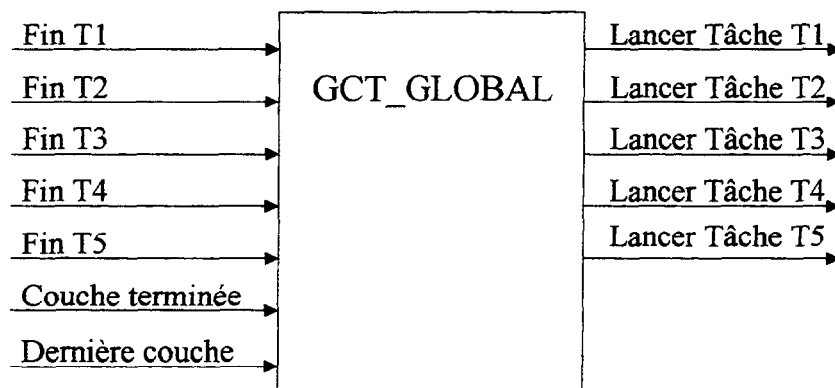 Fin T1
Fin T2
Fin T3
Fin T4
Fin T5
Couche terminée
Dernière couche
GCT_GLOBAL
Lancer Tâche T1
Lancer Tâche T2
Lancer Tâche T3
Lancer Tâche T4
Lancer Tâche T5